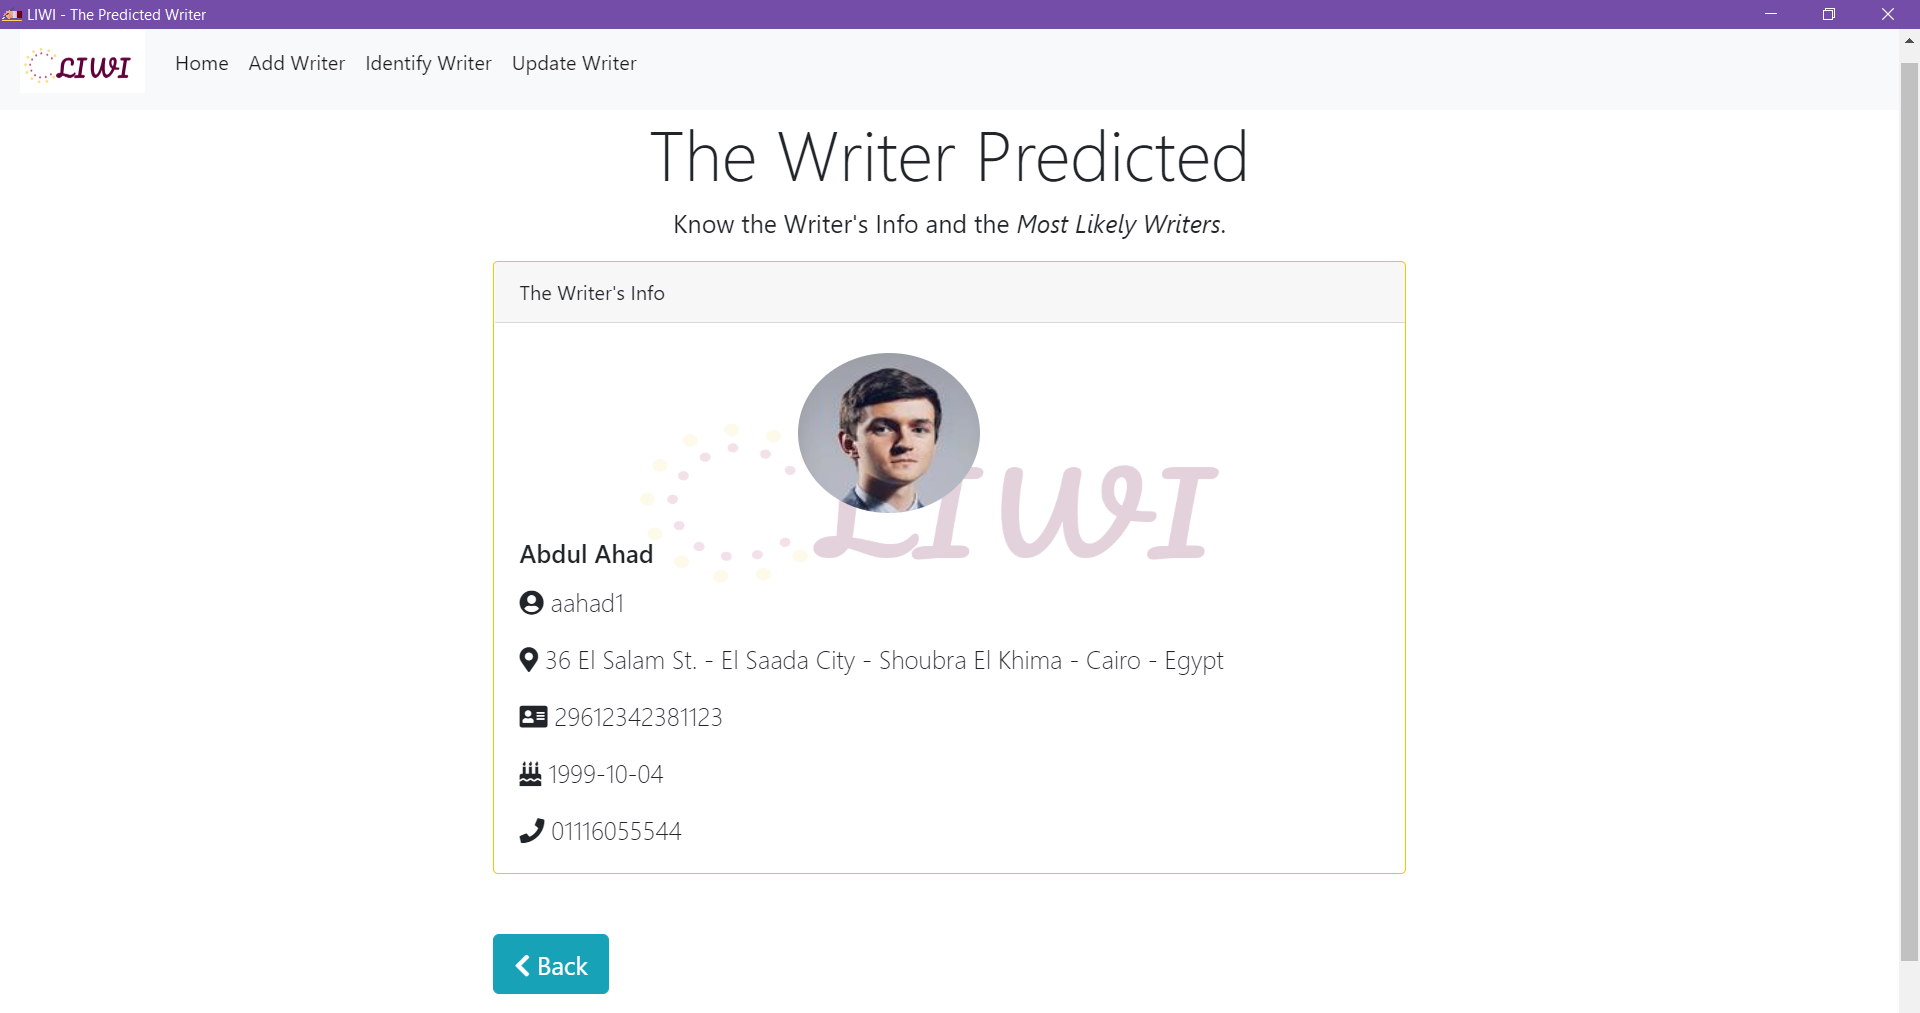 LIWI - The Predicted Writer
LIWI Home Add Writer Identify Writer Update Writer
The Writer Predicted
Know the Writer's Info and the Most Likely Writers.
The Writer's Info
LIWI
Abdul Ahad
aahad1
36 El Salam St. - El Saada City - Shoubra El Khima - Cairo - Egypt
29612342381123
1999-10-04
01116055544
Back